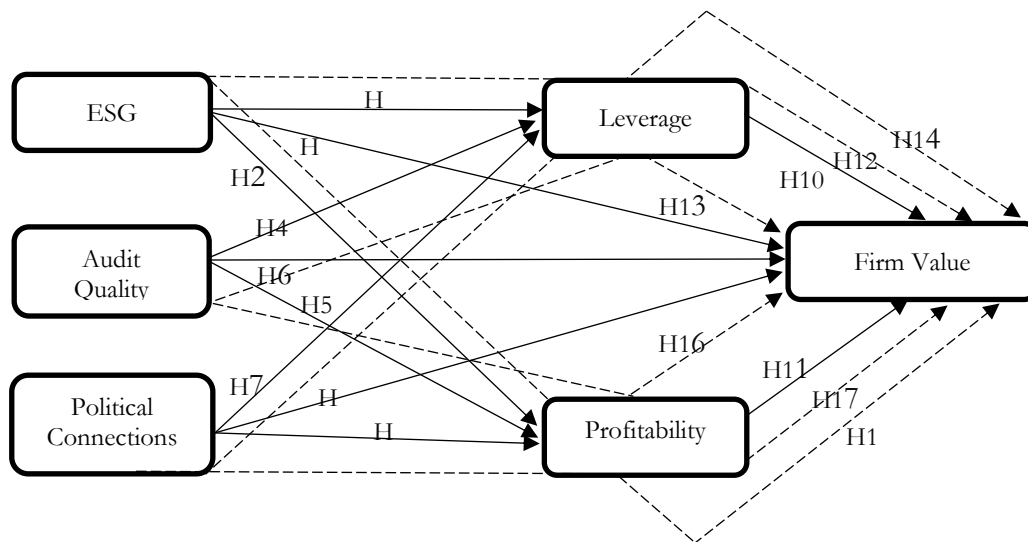 ESG
H
Leverage
H14
H
H12
H2
H10
H13
H4
Audit
Quality
H6
H5
Firm Value
H16
H11
Political
Connections
H7
H
H
Profitability
H17
H1